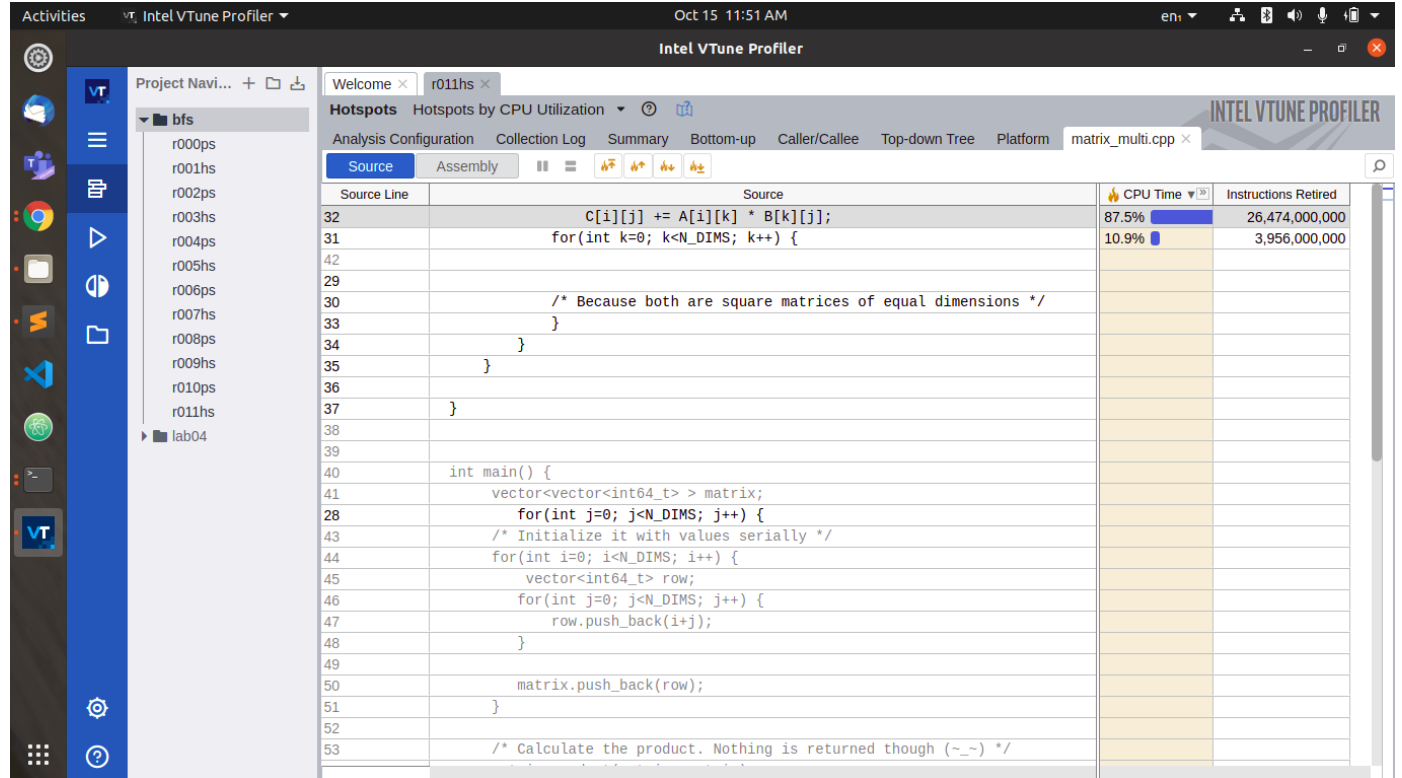 Activities Intel VTune Profiler Oct 15 11:51 AM en₁
Intel VTune Profiler
Project Navi...
bfs
r000ps
r001hs
r002ps
r003hs
r004ps
r005hs
r006ps
r007hs
r008ps
r009hs
r010ps
r011hs
lab04
Welcome r011hs
Hotspots Hotspots by CPU Utilization INTEL VTUNE PROFILER
Analysis Configuration Collection Log Summary Bottom-up Caller/Callee Top-down Tree Platform matrix_multi.cpp
Source Assembly
Source Line Source CPU Time Instructions Retired
32 C[i][j] += A[i][k] * B[k][j]; 87.5% 26,474,000,000
31 for(int k=0; k<N_DIMS; k++) { 10.9% 3,956,000,000
42
29
30 /* Because both are square matrices of equal dimensions */
33 }
34 }
35 }
36
37 }
38
39
40 int main() {
41 vector<vector<int64_t> > matrix;
28 for(int j=0; j<N_DIMS; j++) {
43 /* Initialize it with values serially */
44 for(int i=0; i<N_DIMS; i++) {
45 vector<int64_t> row;
46 for(int j=0; j<N_DIMS; j++) {
47 row.push_back(i+j);
48 }
49
50 matrix.push_back(row);
51 }
52
53 /* Calculate the product. Nothing is returned though (~_~) */